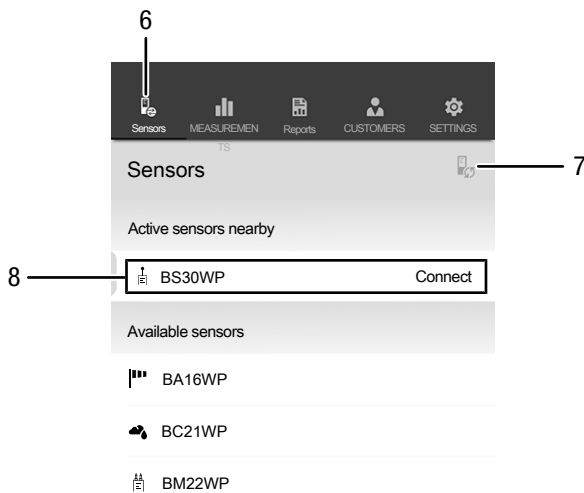 6
Sensors MEASUREMEN Reports CUSTOMERS SETTINGS
TS
Sensors
7
Active sensors nearby
8
BS30WP Connect
Available sensors
BA16WP
BC21WP
BM22WP